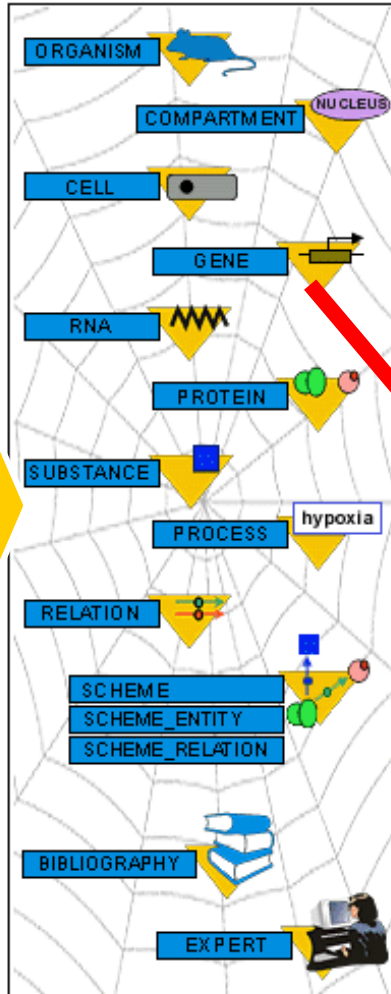 ORGANISM
NUCLEUS
COMPARTMENT
CELL
GENE
RNA
PROTEIN
SUBSTANCE
hypoxia
PROCESS
RELATION
SCHEME
SCHEME_ENTITY
SCHEME_RELATION
BIBLIOGRAPHY
EXPERT